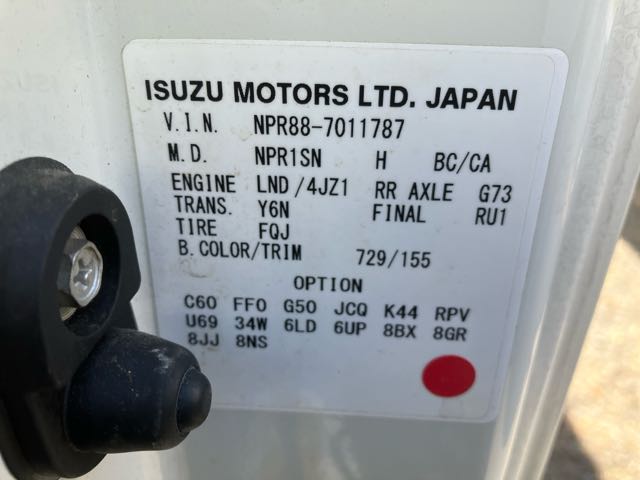 ISUZU MOTORS LTD. JAPAN
V.I.N. NPR88-7011787
M.D. NPR1SN H BC/CA
ENGINE LND/4JZ1 RR AXLE G73
TRANS. Y6N FINAL RU1
TIRE FQJ
B.COLOR/TRIM 729/155
OPTION
C60 FF0 G50 JCQ K44 RPV
U69 34W 6LD 6UP 8BX 8GR
8JJ 8NS